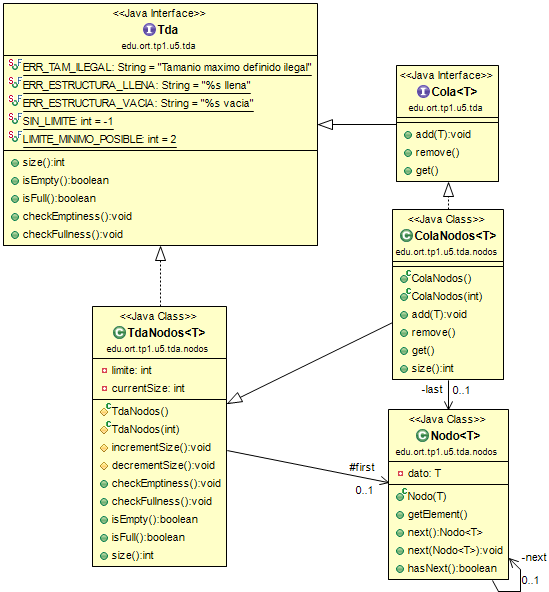 <<Java Interface>>
Tda
edu.ort.tp1.u5.tda
ERR_TAM_ILEGAL: String = "Tamanio maximo definido ilegal"
ERR_ESTRUCTURA_LLENA: String = "%s llena"
ERR_ESTRUCTURA_VACIA: String = "%s vacia"
SIN_LIMITE: int = -1
LIMITE_MINIMO_POSIBLE: int = 2
size():int
isEmpty():boolean
isFull():boolean
checkEmptiness():void
checkFullness():void
<<Java Interface>>
Cola<T>
edu.ort.tp1.u5.tda
add(T):void
remove()
get()
<<Java Class>>
ColaNodos<T>
edu.ort.tp1.u5.tda.nodos
ColaNodos()
ColaNodos(int)
add(T):void
remove()
get()
size():int
<<Java Class>>
TdaNodos<T>
edu.ort.tp1.u5.tda.nodos
limite: int
currentSize: int
TdaNodos()
TdaNodos(int)
incrementSize():void
decrementSize():void
checkEmptiness():void
checkFullness():void
isEmpty():boolean
isFull():boolean
size():int
-last
0..1
#first
0..1
<<Java Class>>
Nodo<T>
edu.ort.tp1.u5.tda.nodos
dato: T
Nodo(T)
getElement()
next():Nodo<T>
next(Nodo<T>):void
hasNext():boolean
-next
0..1